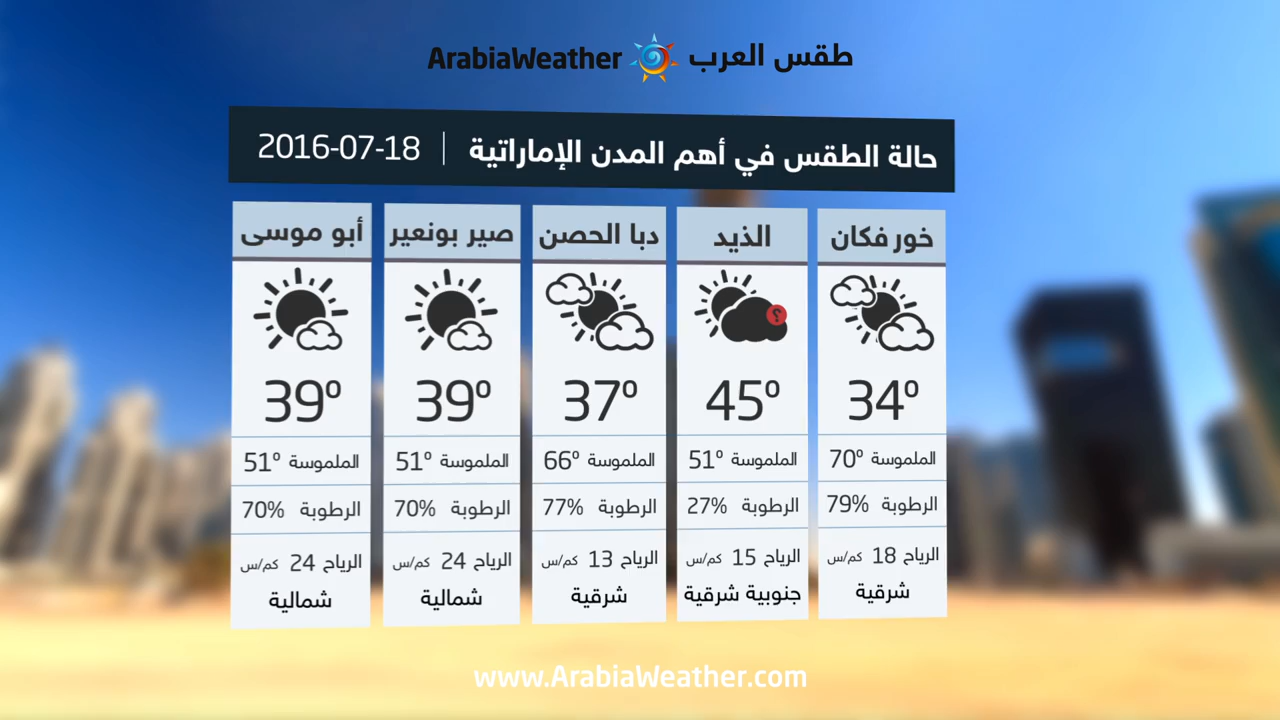 طقس العرب ArabiaWeather
حالة الطقس في أهم المدن الإماراتية | 2016-07-18
خور فكان
34°
الملموسة 70°
الرطوبة 79%
الرياح 18 كم/س
شرقية
الذيد
؟
45°
الملموسة 51°
الرطوبة 27%
الرياح 15 كم/س
جنوبية شرقية
دبا الحصن
37°
الملموسة 66°
الرطوبة 77%
الرياح 13 كم/س
شرقية
صير بونعير
39°
الملموسة 51°
الرطوبة 70%
الرياح 24 كم/س
شمالية
أبو موسى
39°
الملموسة 51°
الرطوبة 70%
الرياح 24 كم/س
شمالية
www.ArabiaWeather.com